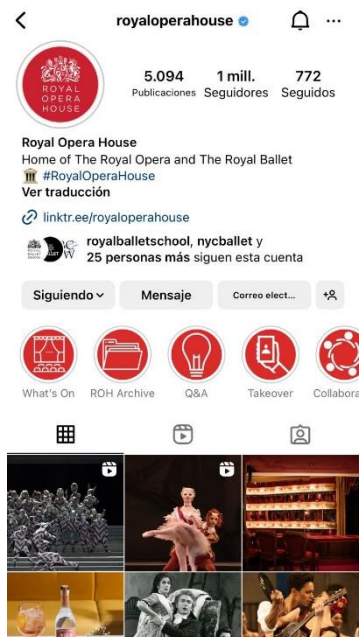 royaloperahouse
ROYAL
OPERA
HOUSE
5.094 1 mill. 772
Publicaciones Seguidores Seguidos
Royal Opera House
Home of The Royal Opera and The Royal Ballet
🏛️ #RoyalOperaHouse
Ver traducción
linktr.ee/royaloperahouse
royalballetschool, nycballet y
25 personas más siguen esta cuenta
Siguiendo Mensaje Correo elect...
What's On ROH Archive Q&A Takeover Collabora